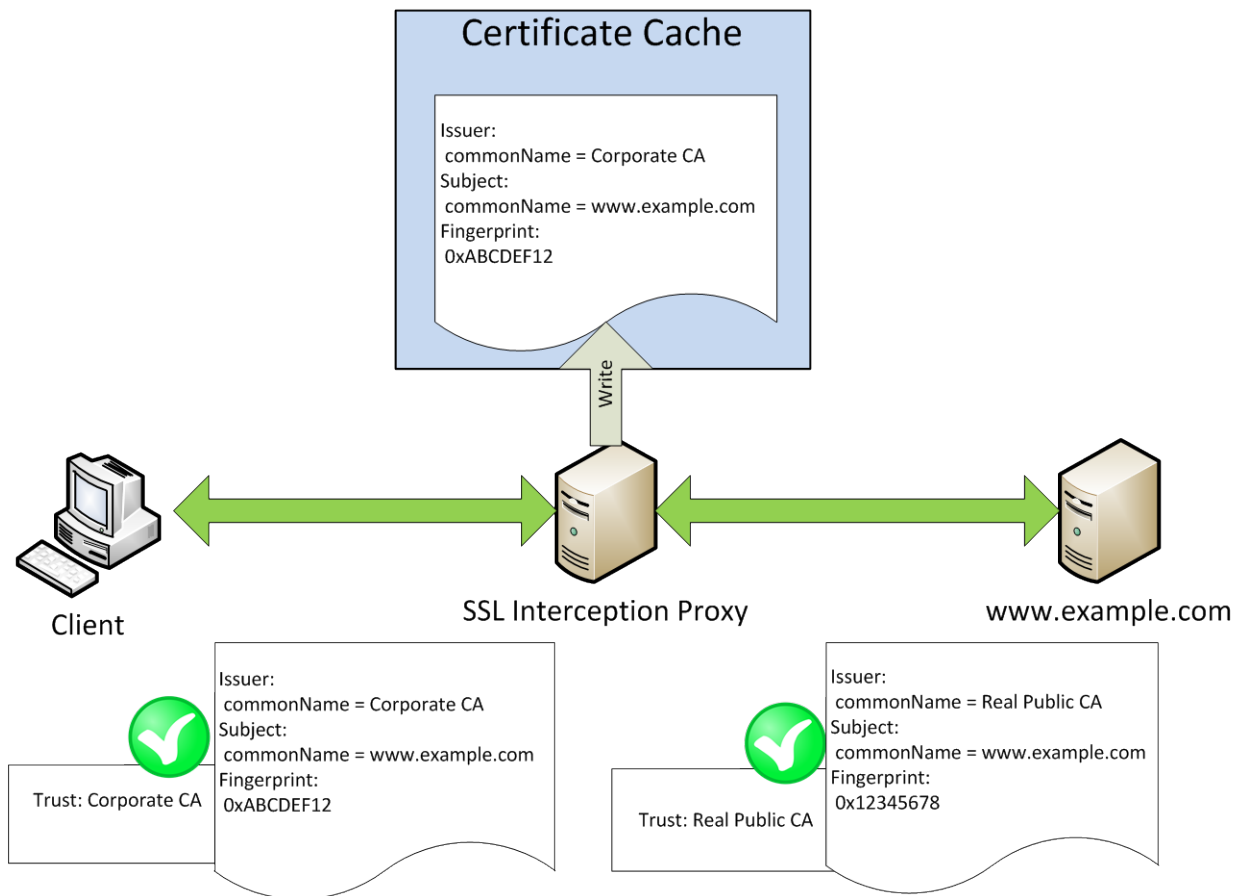 Certificate Cache
Issuer:
commonName = Corporate CA
Subject:
commonName = www.example.com
Fingerprint:
0xABCDEF12
Write
Client
SSL Interception Proxy
www.example.com
Trust: Corporate CA
Issuer:
commonName = Corporate CA
Subject:
commonName = www.example.com
Fingerprint:
0xABCDEF12
Trust: Real Public CA
Issuer:
commonName = Real Public CA
Subject:
commonName = www.example.com
Fingerprint:
0x12345678